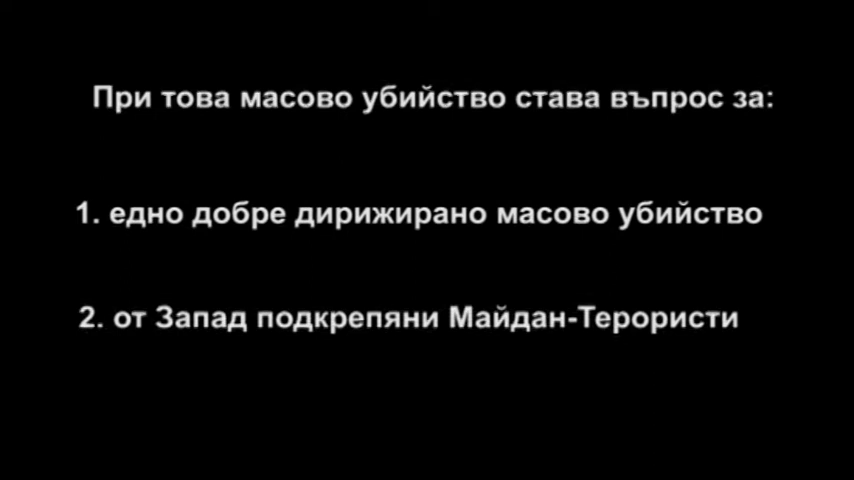 При това масово убийство става въпрос за:
1. едно добре дирижирано масово убийство
2. от Запад подкрепяни Майдан-Терористи